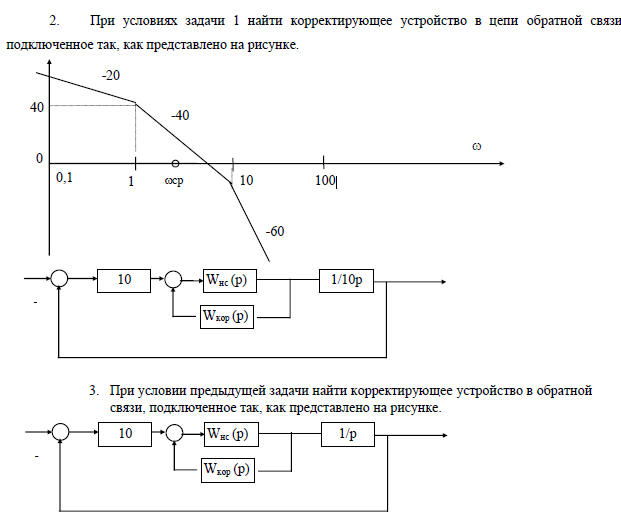 2. При условиях задачи 1 найти корректирующее устройство в цепи обратной связи
подключенное так, как представлено на рисунке.
-20
40
-40
ω
0
0,1
1
ωср
10
100
-60
10
Wнс (p)
1/10p
-
Wкор (p)
3. При условии предыдущей задачи найти корректирующее устройство в обратной
связи, подключенное так, как представлено на рисунке.
10
Wнс (p)
1/p
-
Wкор (p)